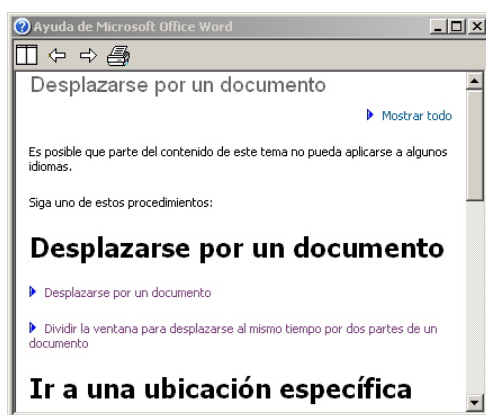 Ayuda de Microsoft Office Word
Desplazarse por un documento
Mostrar todo
Es posible que parte del contenido de este tema no pueda aplicarse a algunos
idiomas.
Siga uno de estos procedimientos:
Desplazarse por un documento
Desplazarse por un documento
Dividir la ventana para desplazarse al mismo tiempo por dos partes de un
documento
Ir a una ubicación específica